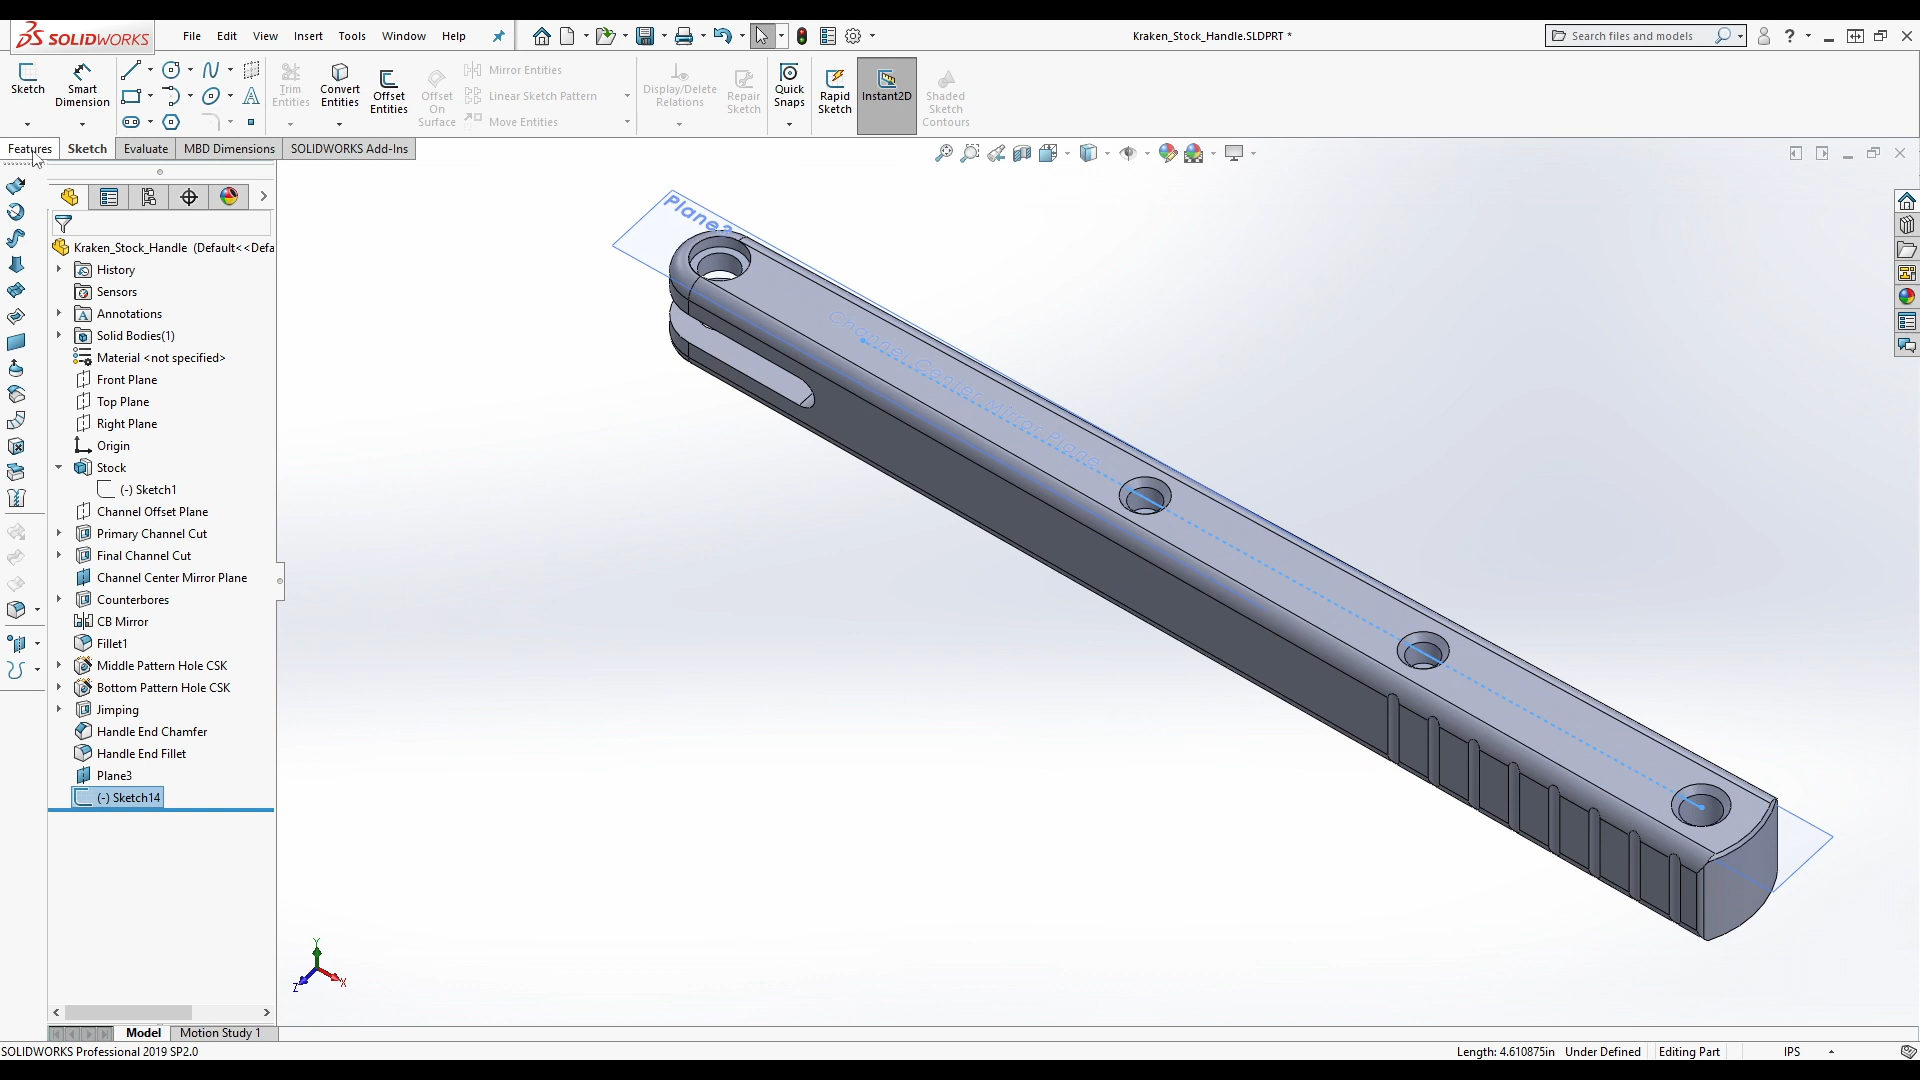 SOLIDWORKS
File Edit View Insert Tools Window Help
Kraken_Stock_Handle.SLDPRT *
Search files and models
?
Sketch
Smart Dimension
Trim Entities
Convert Entities
Offset Entities
Offset On Surface
Mirror Entities
Linear Sketch Pattern
Move Entities
Display/Delete Relations
Repair Sketch
Quick Snaps
Rapid Sketch
Instant2D
Shaded Sketch Contours
Features Sketch Evaluate MBD Dimensions SOLIDWORKS Add-Ins
Kraken_Stock_Handle (Default<<Defa
History
Sensors
Annotations
Solid Bodies(1)
Material <not specified>
Front Plane
Top Plane
Right Plane
Origin
Stock
(-) Sketch1
Channel Offset Plane
Primary Channel Cut
Final Channel Cut
Channel Center Mirror Plane
Counterbores
CB Mirror
Fillet1
Middle Pattern Hole CSK
Bottom Pattern Hole CSK
Jimping
Handle End Chamfer
Handle End Fillet
Plane3
(-) Sketch14
Plane3
Channel Center Mirror Plane
Y
X
Z
Model Motion Study 1
SOLIDWORKS Professional 2019 SP2.0
Length: 4.610875in Under Defined Editing Part IPS